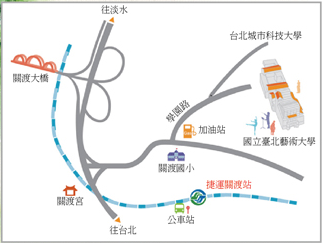 往淡水
台北城市科技大學
關渡大橋
學園路
加油站
國立臺北藝術大學
關渡國小
捷運關渡站
關渡宮
公車站
往台北